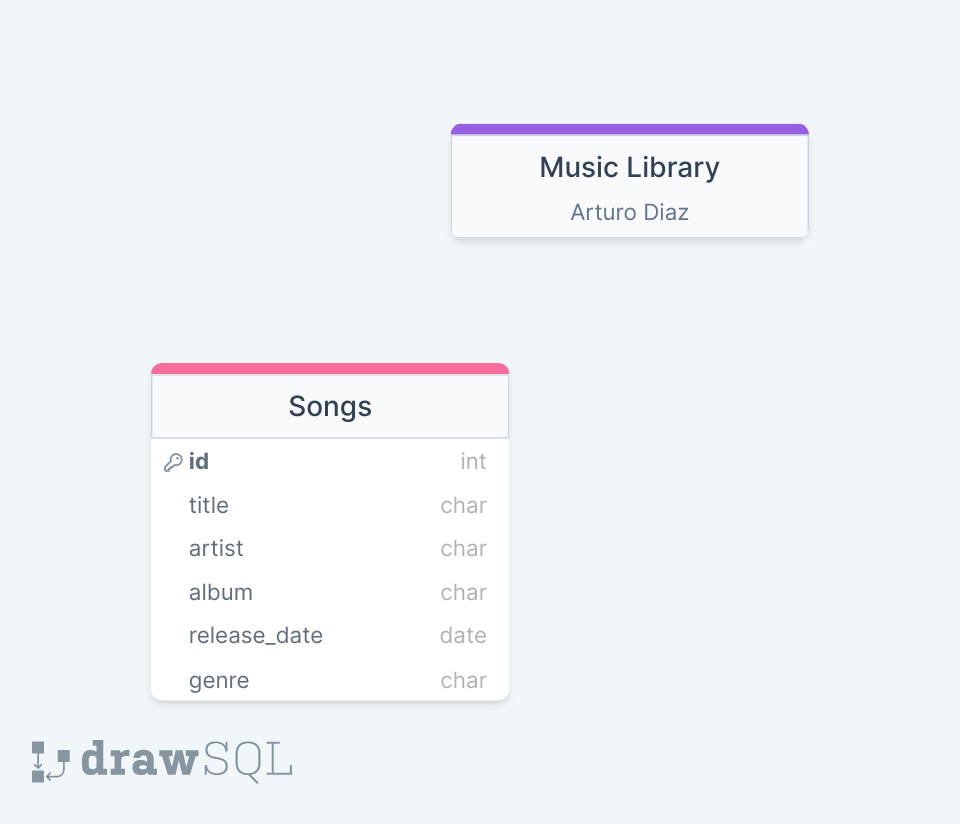 Music Library
Arturo Diaz
Songs
id int
title char
artist char
album char
release_date date
genre char
drawSQL